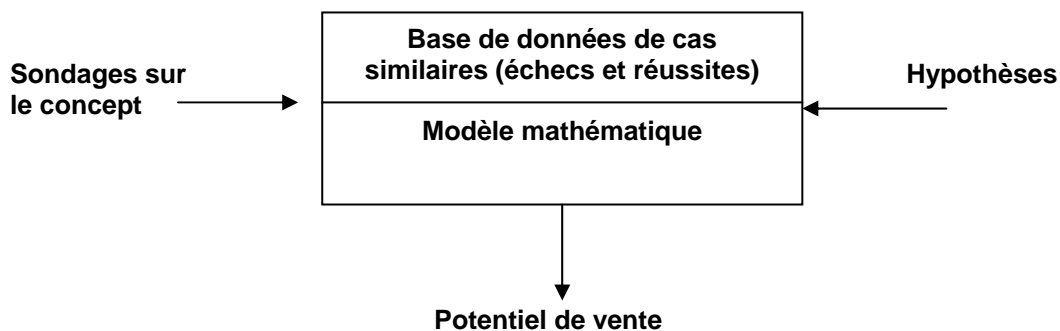 Sondages sur
le concept
Base de données de cas
similaires (échecs et réussites)
Modèle mathématique
Hypothèses
Potentiel de vente